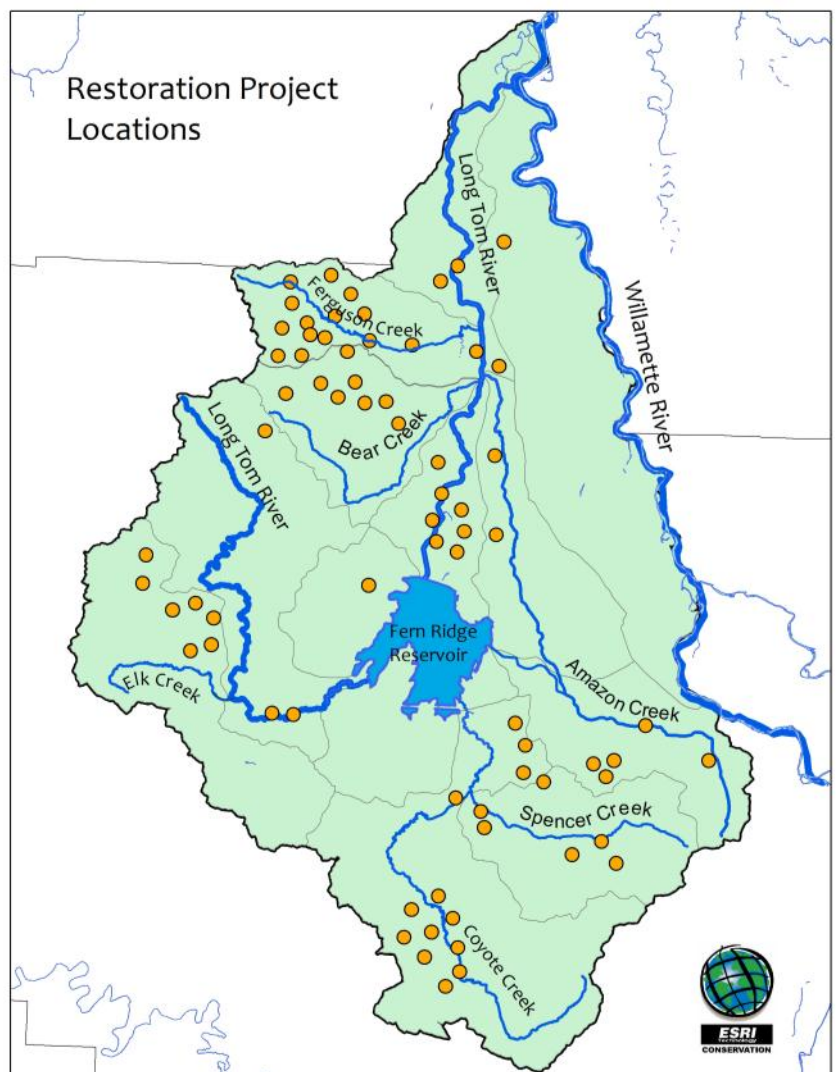 Restoration Project
Locations
Long Tom River
Willamette River
Ferguson Creek
Bear Creek
Long Tom River
Fern Ridge
Reservoir
Elk Creek
Amazon Creek
Spencer Creek
Coyote Creek
ESRI
Technology
CONSERVATION